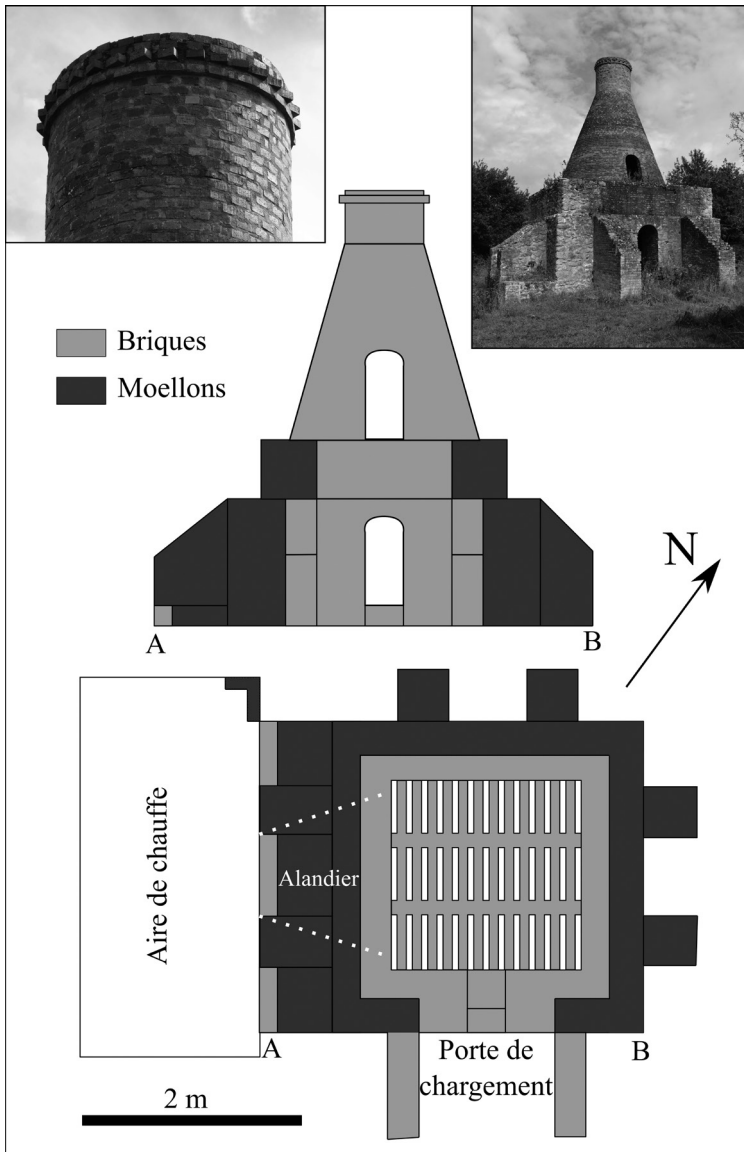 Briques
Moellons
N
A
B
Aire de chauffe
Alandier
A
Porte de
chargement
B
2 m